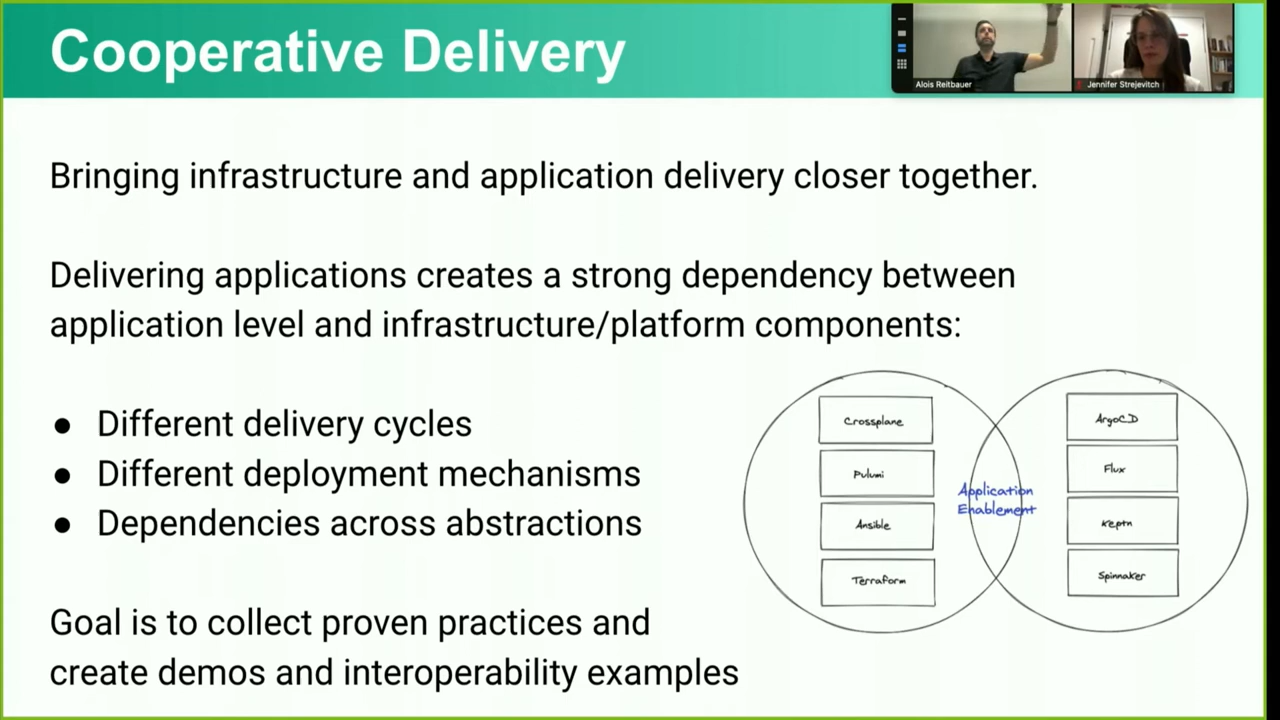 Cooperative Delivery
Alois Reitbauer
Jennifer Strejevitch
Bringing infrastructure and application delivery closer together.
Delivering applications creates a strong dependency between
application level and infrastructure/platform components:
● Different delivery cycles
● Different deployment mechanisms
● Dependencies across abstractions
Goal is to collect proven practices and
create demos and interoperability examples
Crossplane
Pulumi
Ansible
Terraform
Application
Enablement
ArgoCD
Flux
Keptn
Spinnaker